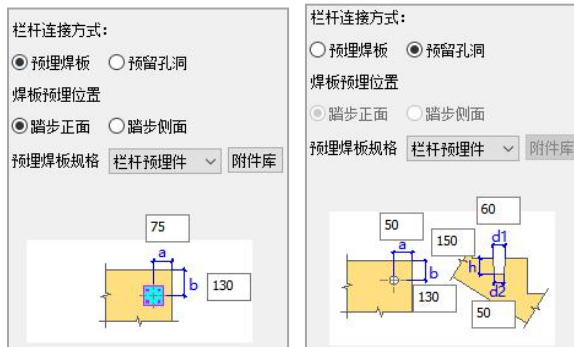 栏杆连接方式:
预埋焊板 预留孔洞
焊板预埋位置
踏步正面 踏步侧面
预埋焊板规格 栏杆预埋件 附件库
75
a
b
130
栏杆连接方式:
预埋焊板 预留孔洞
焊板预埋位置
踏步正面 踏步侧面
预埋焊板规格 栏杆预埋件 附件库
60
50
150
d1
a
h
b
130
d2
50